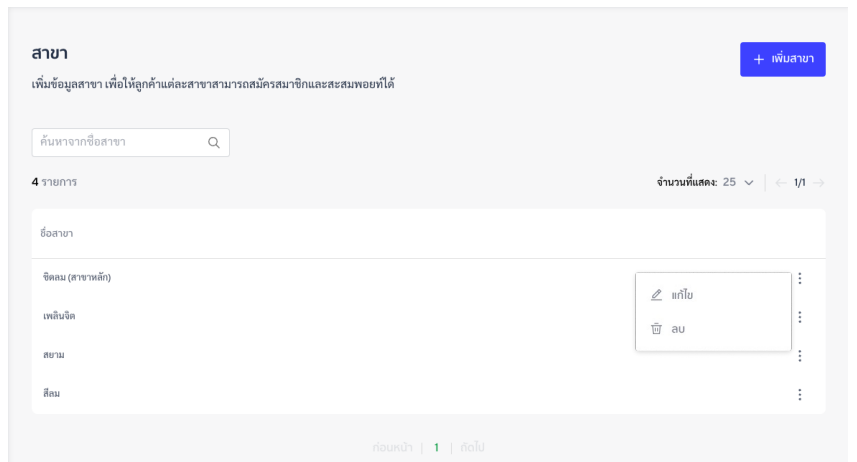 สาขา
+ เพิ่มสาขา
เพิ่มข้อมูลสาขา เพื่อให้ลูกค้าแต่ละสาขาสามารถสมัครสมาชิกและสะสมพอยท์ได้
ค้นหาจากชื่อสาขา
4 รายการ
จำนวนที่แสดง: 25
1/1
ชื่อสาขา
ชิดลม (สาขาหลัก)
แก้ไข
เพลินจิต
ลบ
สยาม
สีลม
ก่อนหน้า | 1 | ถัดไป